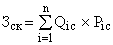 Зск = n∑i=1 Qic × Pic